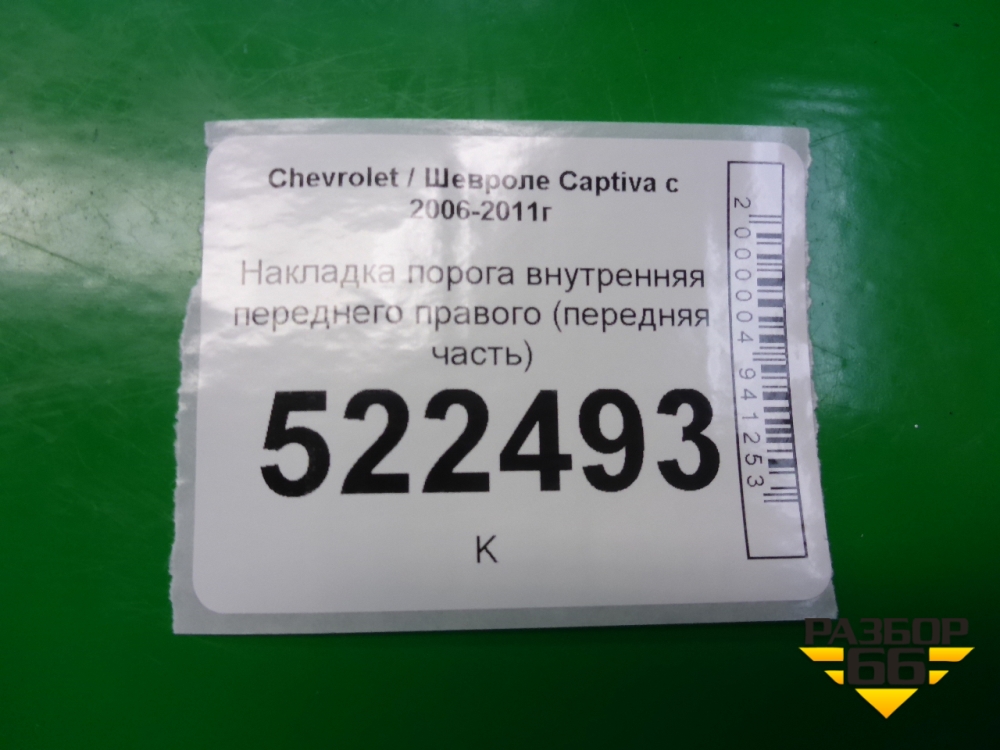 Chevrolet / Шевроле Captiva с
2006-2011г
Накладка порога внутренняя
переднего правого (передняя
часть)
522493
К
2 000004 941253
РАЗБОР
66